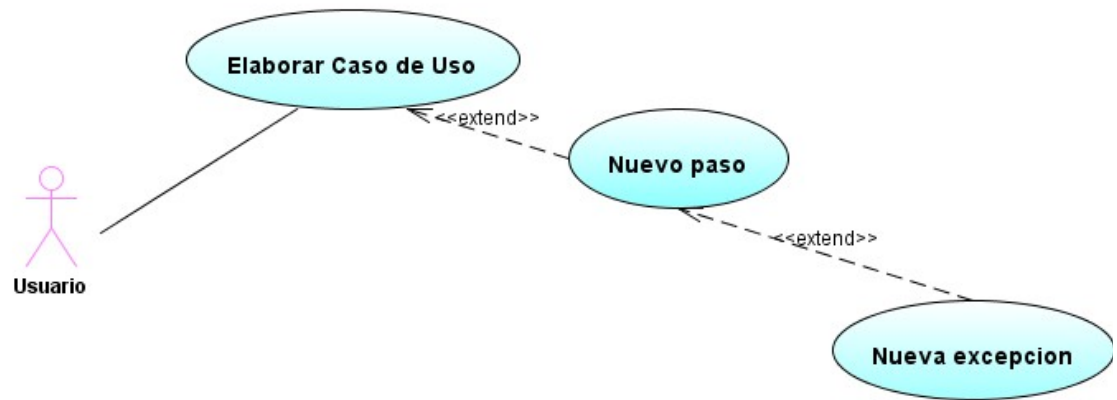 Elaborar Caso de Uso
<<extend>>
Nuevo paso
<<extend>>
Usuario
Nueva excepcion